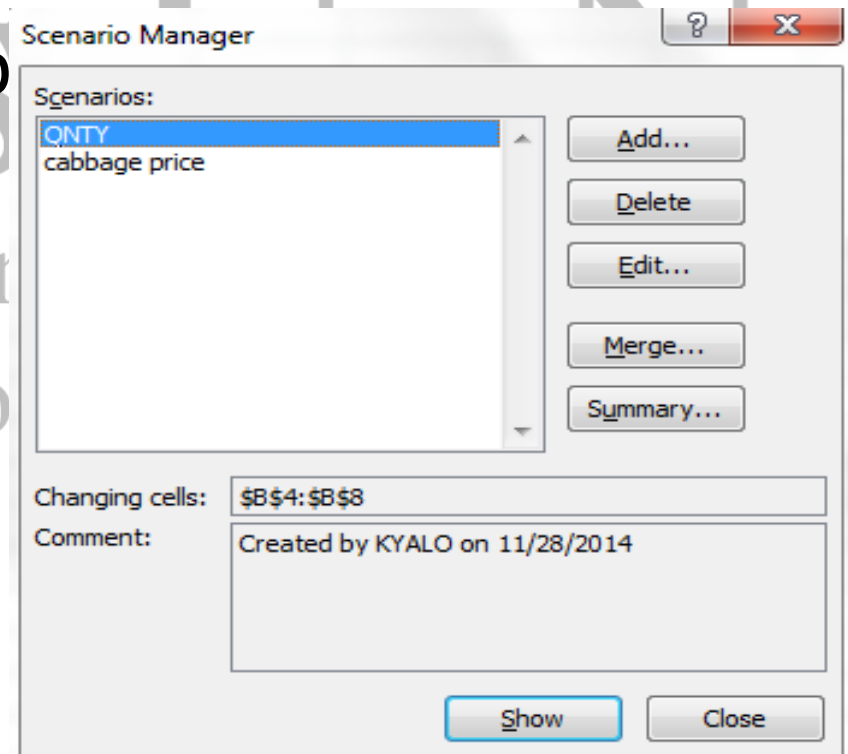 Scenario Manager
Scenarios:
QNTY
cabbage price
Add...
Delete
Edit...
Merge...
Summary...
Changing cells: $B$4:$B$8
Comment: Created by KYALO on 11/28/2014
Show Close